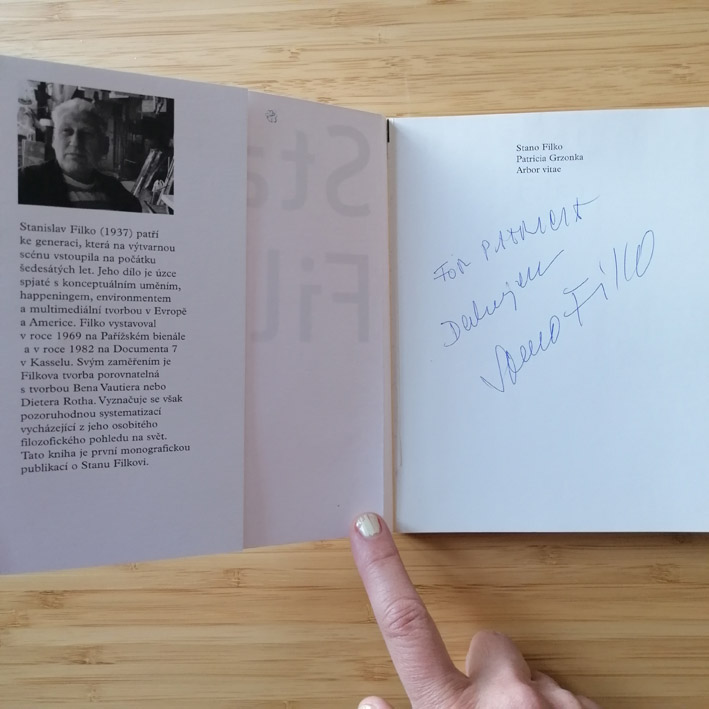 Stanislav Filko (1937) patří
ke generaci, která na výtvarnou
scénu vstoupila na počátku
šedesátých let. Jeho dílo je úzce
spjaté s konceptuálním uměním,
happeningem, environmentem
a multimediální tvorbou v Evropě
a Americe. Filko vystavoval
v roce 1969 na Pařížském bienále
a v roce 1982 na Documenta 7
v Kasselu. Svým zaměřením je
Filkova tvorba porovnatelná
s tvorbou Bena Vautiera nebo
Dietera Rotha. Vyznačuje se však
pozoruhodnou systematizací
vycházející z jeho osobitého
filozofického pohledu na svět.
Tato kniha je první monografickou
publikací o Stanu Filkovi.
Sta
Fil
Stano Filko
Patricia Grzonka
Arbor vitae
FÖR PATRICIA
Stano Filko